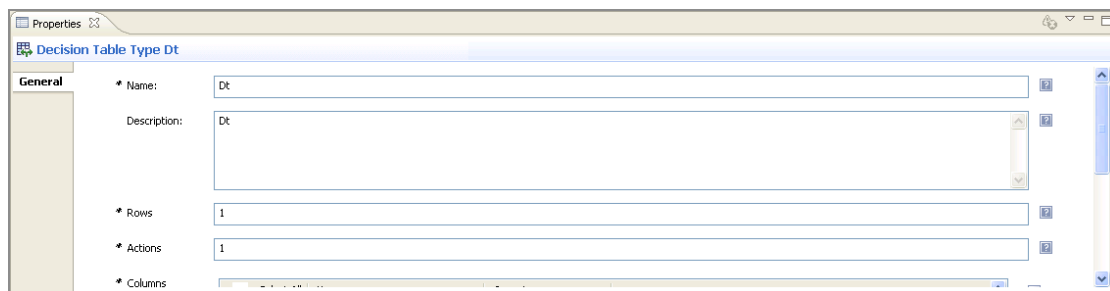 Properties
Decision Table Type Dt
General
* Name:
Dt
Description:
Dt
* Rows
1
* Actions
1
* Columns